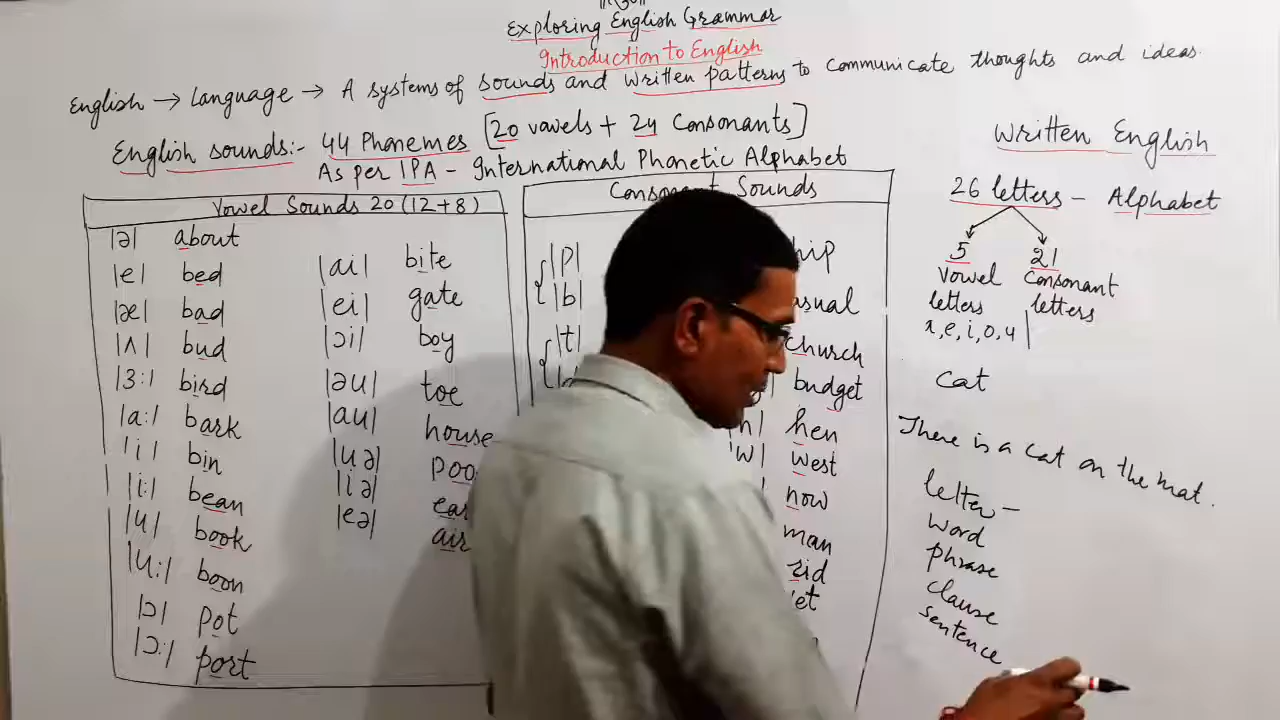 Exploring English Grammar
Introduction to English
English → Language → A systems of sounds and written patterns to communicate thoughts and ideas.
English sounds:- 44 Phonemes [20 vowels + 24 Consonants]
As per IPA - International Phonetic Alphabet
Vowel Sounds 20 (12+8)
|ə| about
|e| bed
|æ| bad
|ʌ| bud
|3:| bird
|a:| bark
|i| bin
|i:| bean
|u| book
|u:| boon
|ɔ| pot
|ɔ:| port
|ai| bite
|ei| gate
|ɔi| boy
|əu| toe
|au| house
|uə|
|iə| ear
|eə| air
Sounds
|p|
|b|
|t|
church
budget
|h| hen
|w| west
now
man
rid
Written English
26 letters - Alphabet
5 21
vowel consonant
letters letters
a,e,i,o,u
cat
There is a cat on the mat.
letter -
word
phrase
clause
sentence